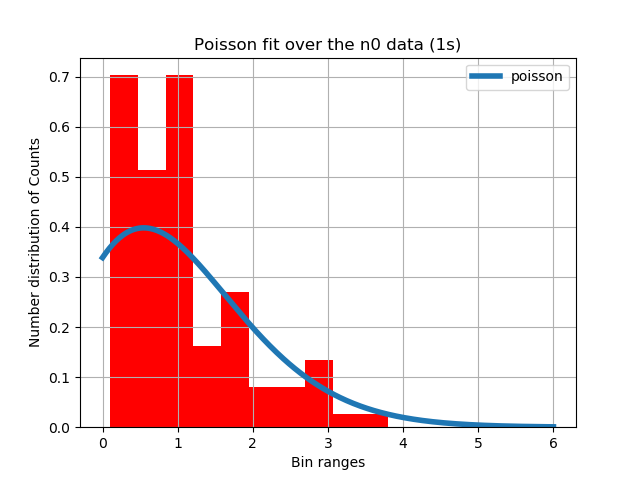 Poisson fit over the n0 data (1s)
poisson
Number distribution of Counts
0.7
0.6
0.5
0.4
0.3
0.2
0.1
0.0
0 1 2 3 4 5 6
Bin ranges